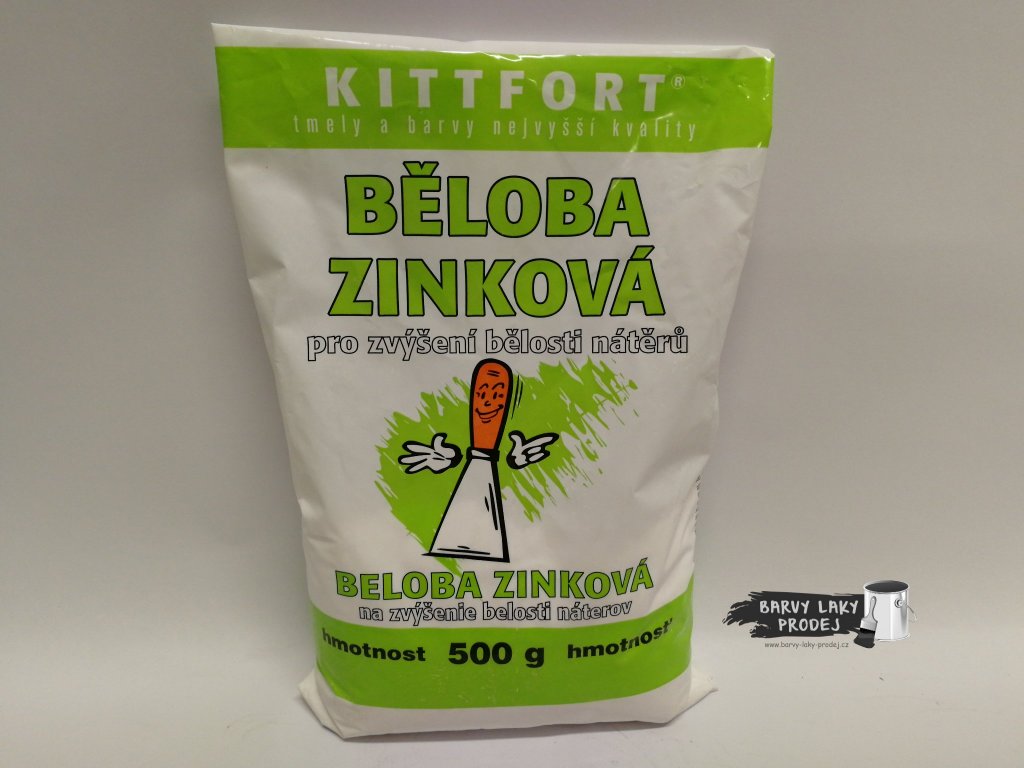 KITTFORT®
tmely a barvy nejvyšší kvality
BĚLOBA
ZINKOVÁ
pro zvýšení bělosti nátěrů
BELOBA ZINKOVÁ
na zvýšenie belosti náterov
hmotnost 500 g hmotnosť
BARVY LAKY
PRODEJ
www.barvy-laky-prodej.cz